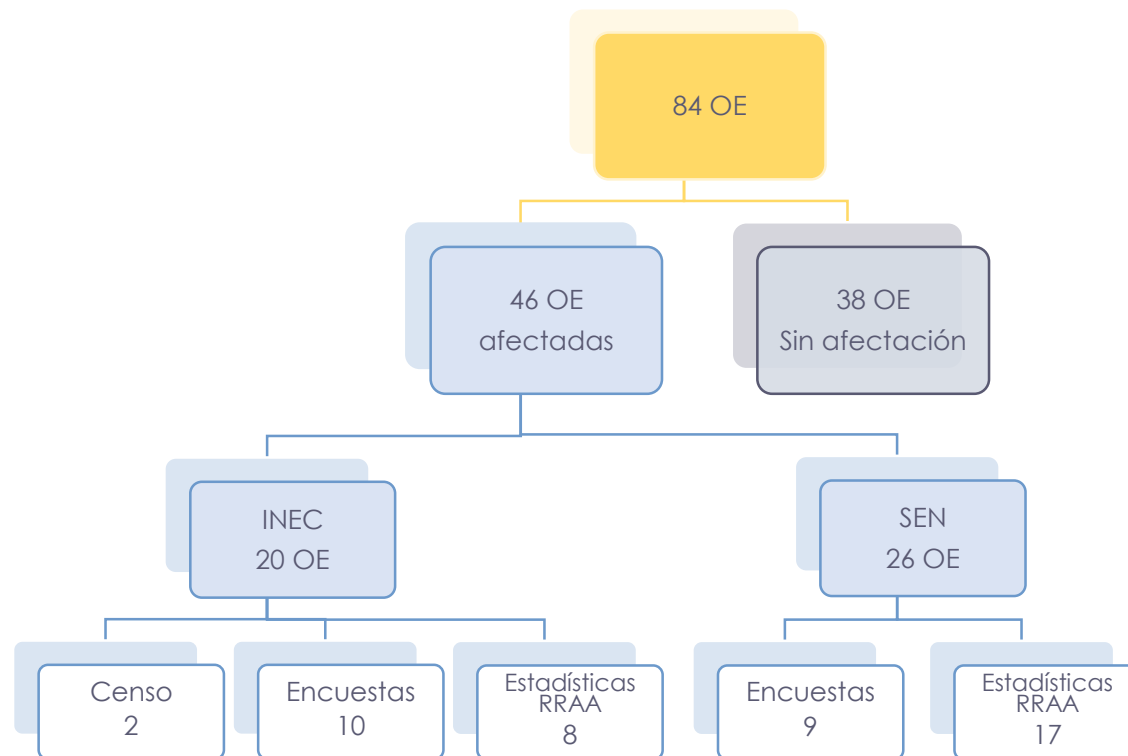 84 OE
46 OE
afectadas
38 OE
Sin afectación
INEC
20 OE
SEN
26 OE
Censo
2
Encuestas
10
Estadísticas
RRAA
8
Encuestas
9
Estadísticas
RRAA
17